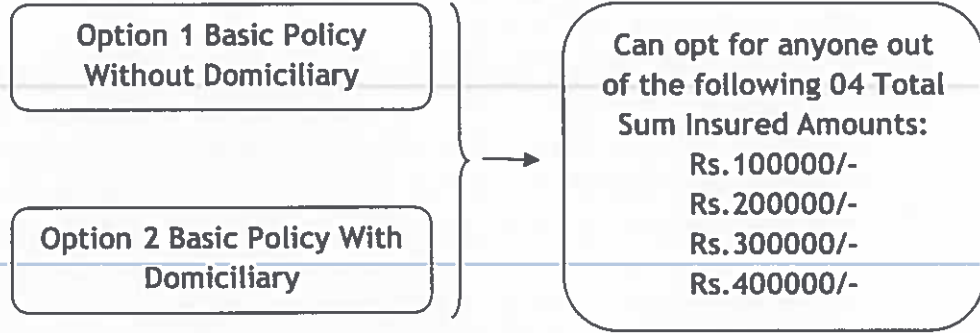 Option 1 Basic Policy
Without Domiciliary
Option 2 Basic Policy With
Domiciliary
Can opt for anyone out
of the following 04 Total
Sum Insured Amounts:
Rs.100000/-
Rs.200000/-
Rs.300000/-
Rs.400000/-